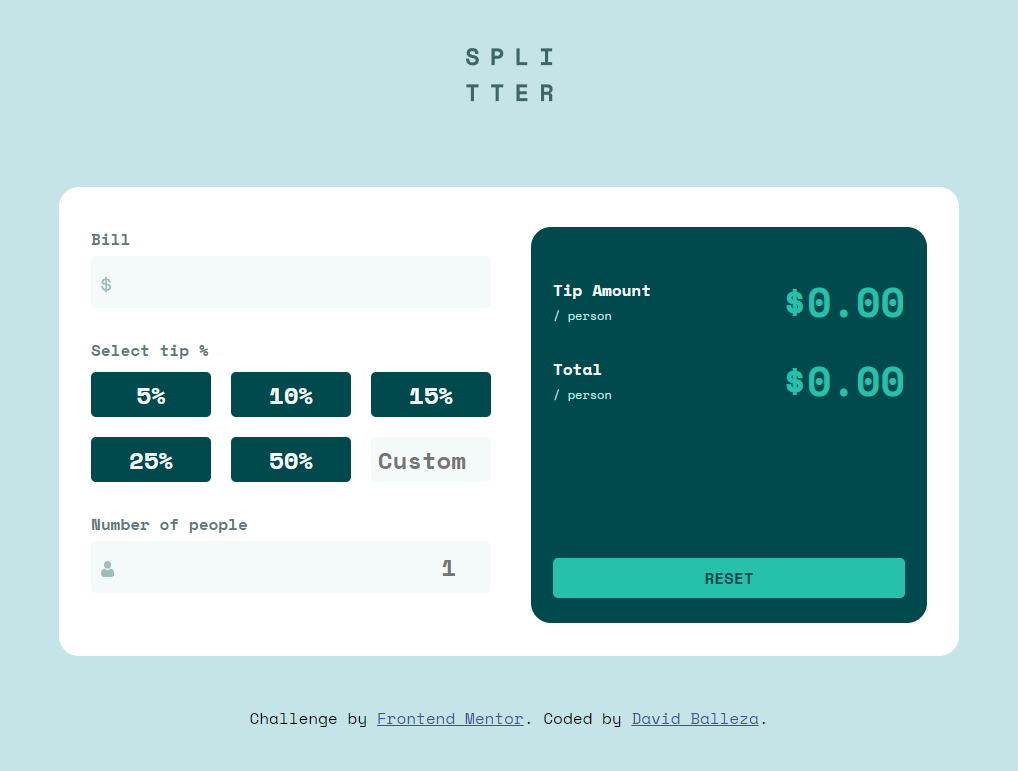 SPLI
TTER
Bill
$
Select tip %
5% 10% 15%
25% 50% Custom
Number of people
1
Tip Amount
/ person
$0.00
Total
/ person
$0.00
RESET
Challenge by Frontend Mentor. Coded by David Balleza.